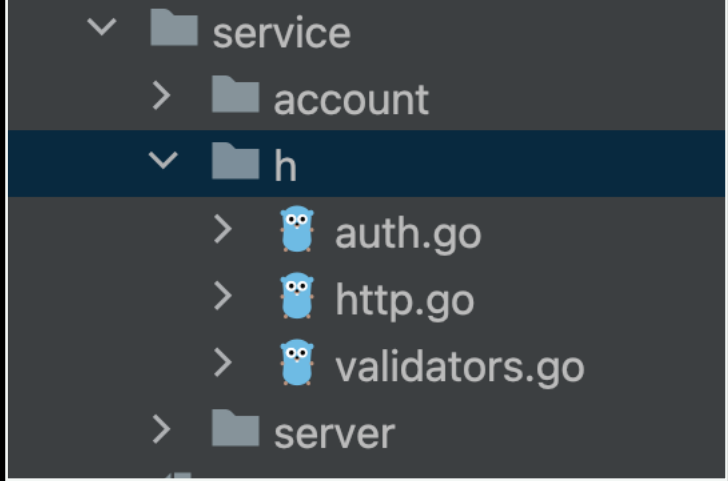 service
account
h
auth.go
http.go
validators.go
server